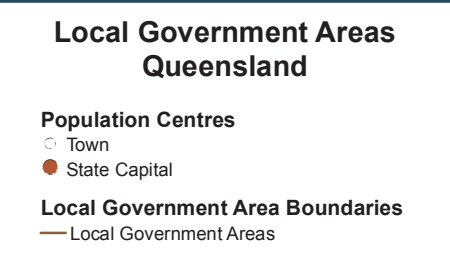 Local Government Areas
Queensland
Population Centres
Town
State Capital
Local Government Area Boundaries
Local Government Areas